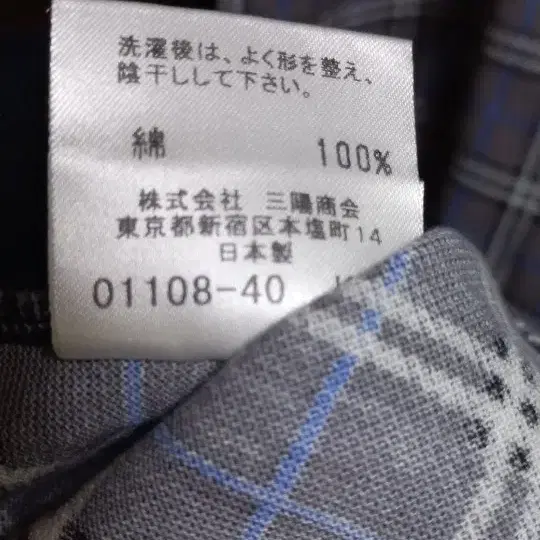 洗濯後は、よく形を整え、
陰干しして下さい。
綿 100%
株式会社 三陽商会
東京都新宿区本塩町14
日本製
01108-40